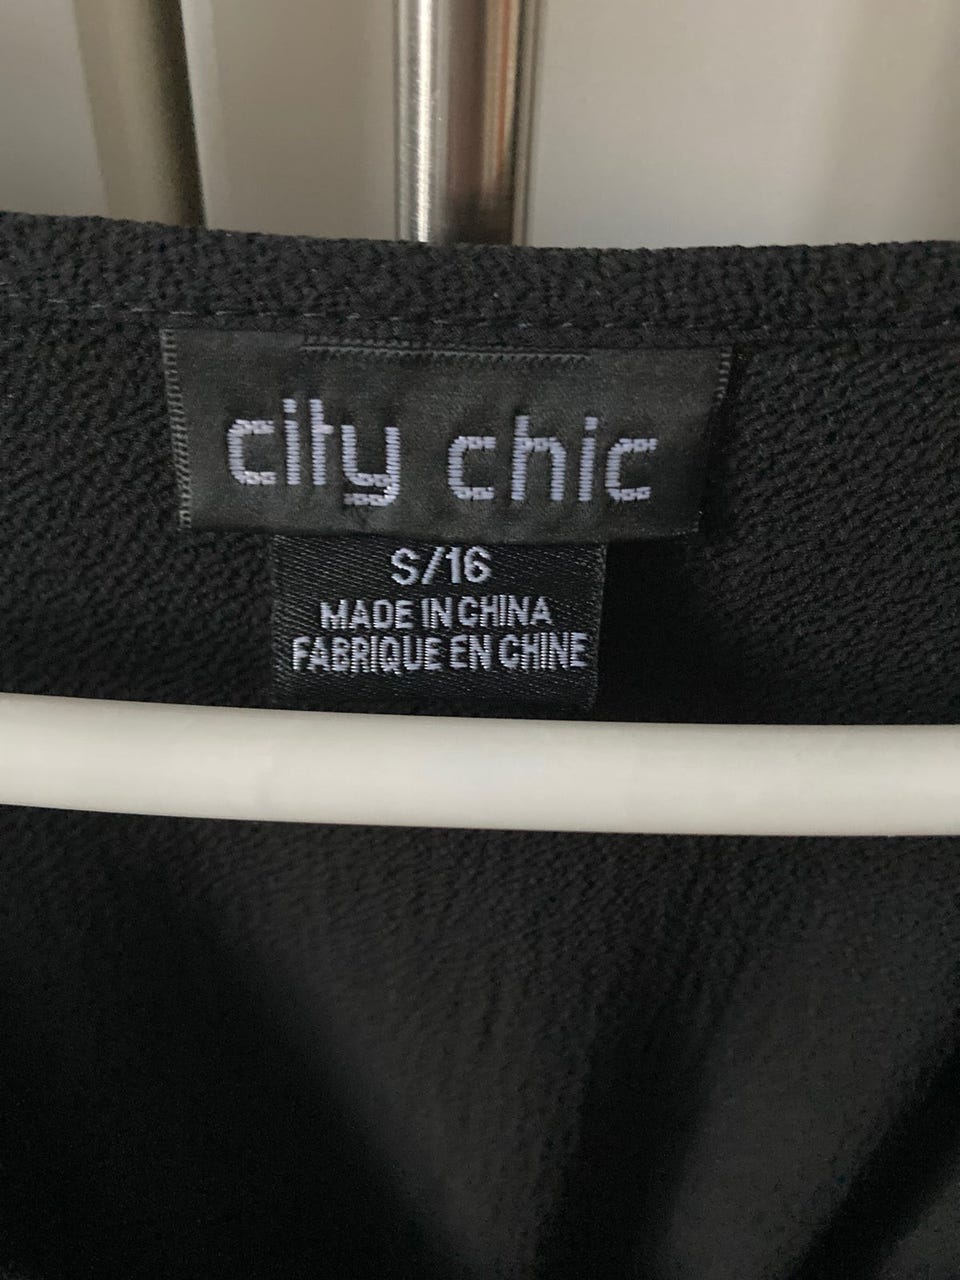 city chic
S/16
MADE IN CHINA
FABRIQUE EN CHINE